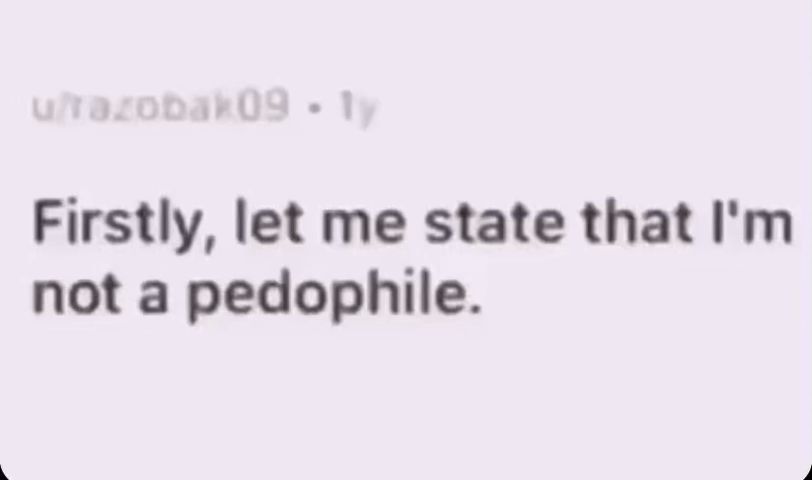 u/razobak09 • 1y
Firstly, let me state that I'm
not a pedophile.